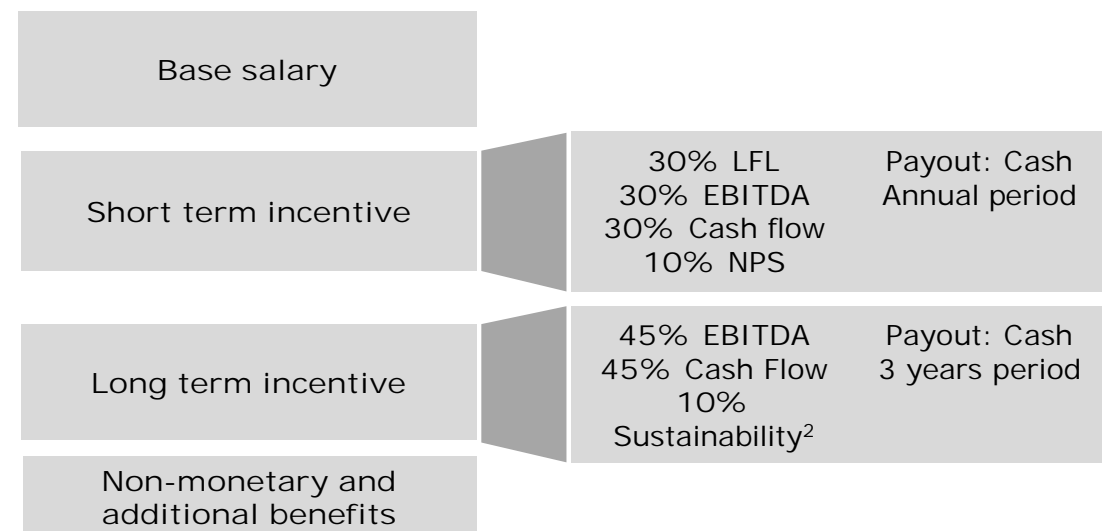 Base salary
Short term incentive
30% LFL
30% EBITDA
30% Cash flow
10% NPS
Payout: Cash
Annual period
Long term incentive
45% EBITDA
45% Cash Flow
10%
Sustainability²
Payout: Cash
3 years period
Non-monetary and
additional benefits